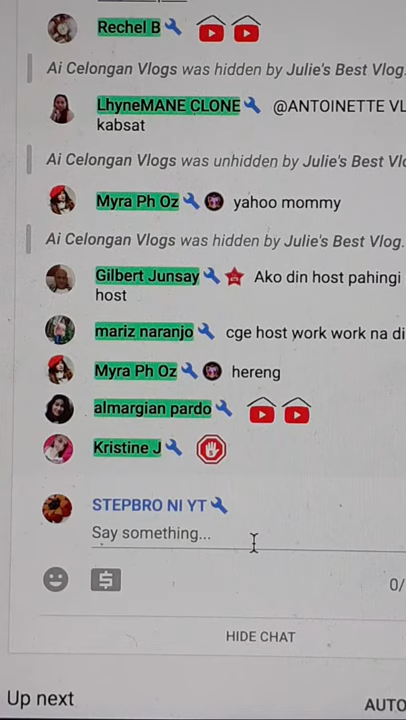 Rechel B
Ai Celongan Vlogs was hidden by Julie's Best Vlog.
LhyneMANE CLONE @ANTOINETTE VL
kabsat
Ai Celongan Vlogs was unhidden by Julie's Best Vlo
Myra Ph Oz yahoo mommy
Ai Celongan Vlogs was hidden by Julie's Best Vlog.
Gilbert Junsay Ako din host pahingi
host
mariz naranjo cge host work work na di
Myra Ph Oz hereng
almargian pardo
Kristine J
STEPBRO NI YT
Say something...
0/
HIDE CHAT
Up next
AUTO